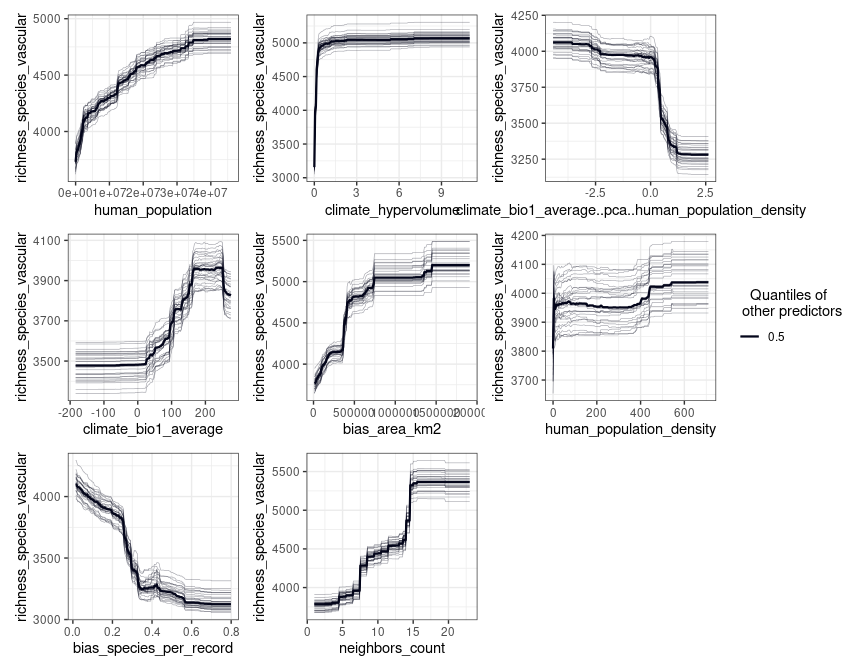 richness_species_vascular
5000
4500
4000
0e+001e+072e+073e+074e+07
human_population
richness_species_vascular
5000
4500
4000
3500
3000
0 3 6 9
climate_hypervolume
richness_species_vascular
4250
4000
3750
3500
3250
-2.5 0.0 2.5
climate_bio1_average..pca..human_population_density
richness_species_vascular
4100
3900
3700
3500
-200 -100 0 100 200
climate_bio1_average
richness_species_vascular
5500
5000
4500
4000
0 500000 1000000 1500000 20000
bias_area_km2
richness_species_vascular
4200
4100
4000
3900
3800
3700
0 200 400 600
human_population_density
Quantiles of
other predictors
0.5
richness_species_vascular
4000
3500
3000
0.0 0.2 0.4 0.6 0.8
bias_species_per_record
richness_species_vascular
5500
5000
4500
4000
0 5 10 15 20
neighbors_count